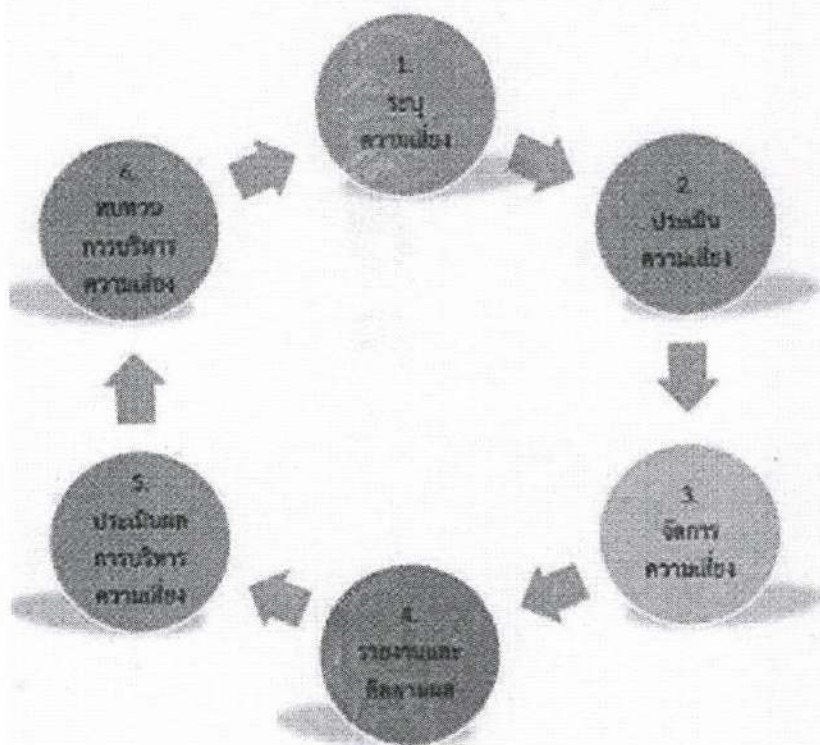 1.
ระบุ
ความเสี่ยง
2.
ประเมิน
ความเสี่ยง
3.
จัดการ
ความเสี่ยง
4.
รายงานและ
ติดตามผล
5.
ประเมินผล
การบริหาร
ความเสี่ยง
6.
ทบทวน
การบริหาร
ความเสี่ยง